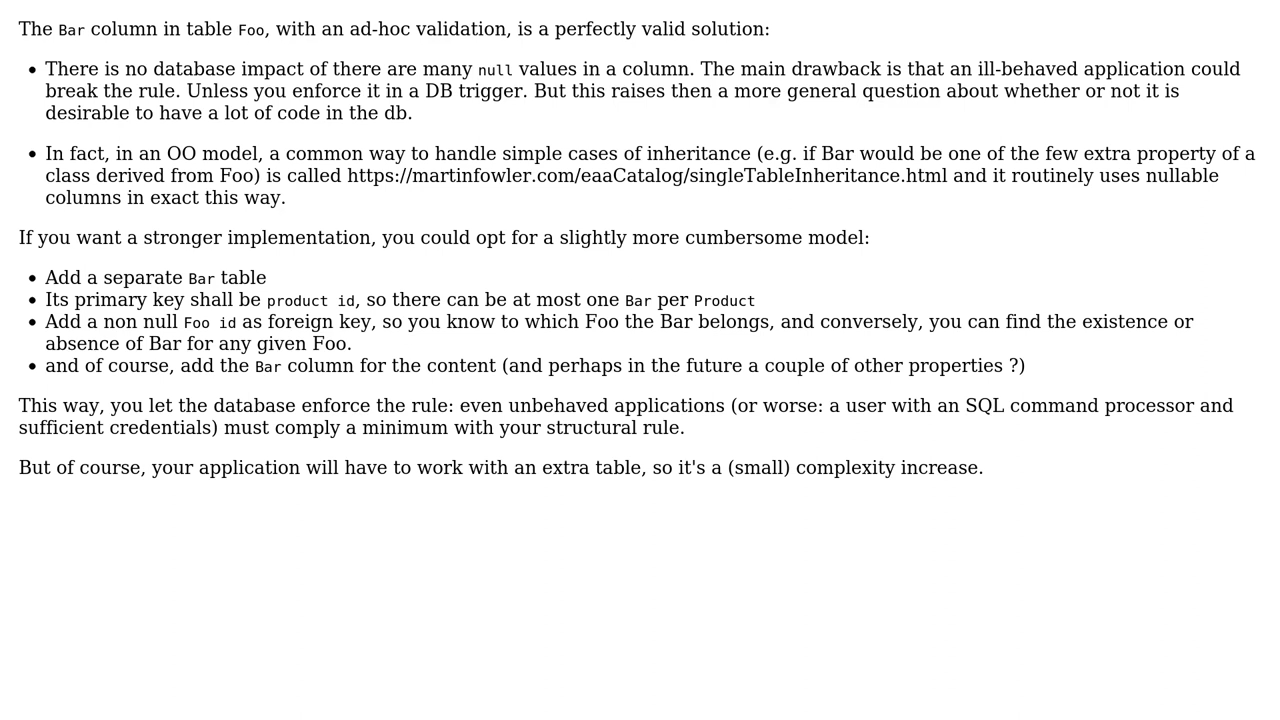 The Bar column in table Foo, with an ad-hoc validation, is a perfectly valid solution:
• There is no database impact of there are many null values in a column. The main drawback is that an ill-behaved application could
break the rule. Unless you enforce it in a DB trigger. But this raises then a more general question about whether or not it is
desirable to have a lot of code in the db.
• In fact, in an OO model, a common way to handle simple cases of inheritance (e.g. if Bar would be one of the few extra property of a
class derived from Foo) is called https://martinfowler.com/eaaCatalog/singleTableInheritance.html and it routinely uses nullable
columns in exact this way.
If you want a stronger implementation, you could opt for a slightly more cumbersome model:
• Add a separate Bar table
• Its primary key shall be product id, so there can be at most one Bar per Product
• Add a non null Foo id as foreign key, so you know to which Foo the Bar belongs, and conversely, you can find the existence or
absence of Bar for any given Foo.
• and of course, add the Bar column for the content (and perhaps in the future a couple of other properties ?)
This way, you let the database enforce the rule: even unbehaved applications (or worse: a user with an SQL command processor and
sufficient credentials) must comply a minimum with your structural rule.
But of course, your application will have to work with an extra table, so it's a (small) complexity increase.